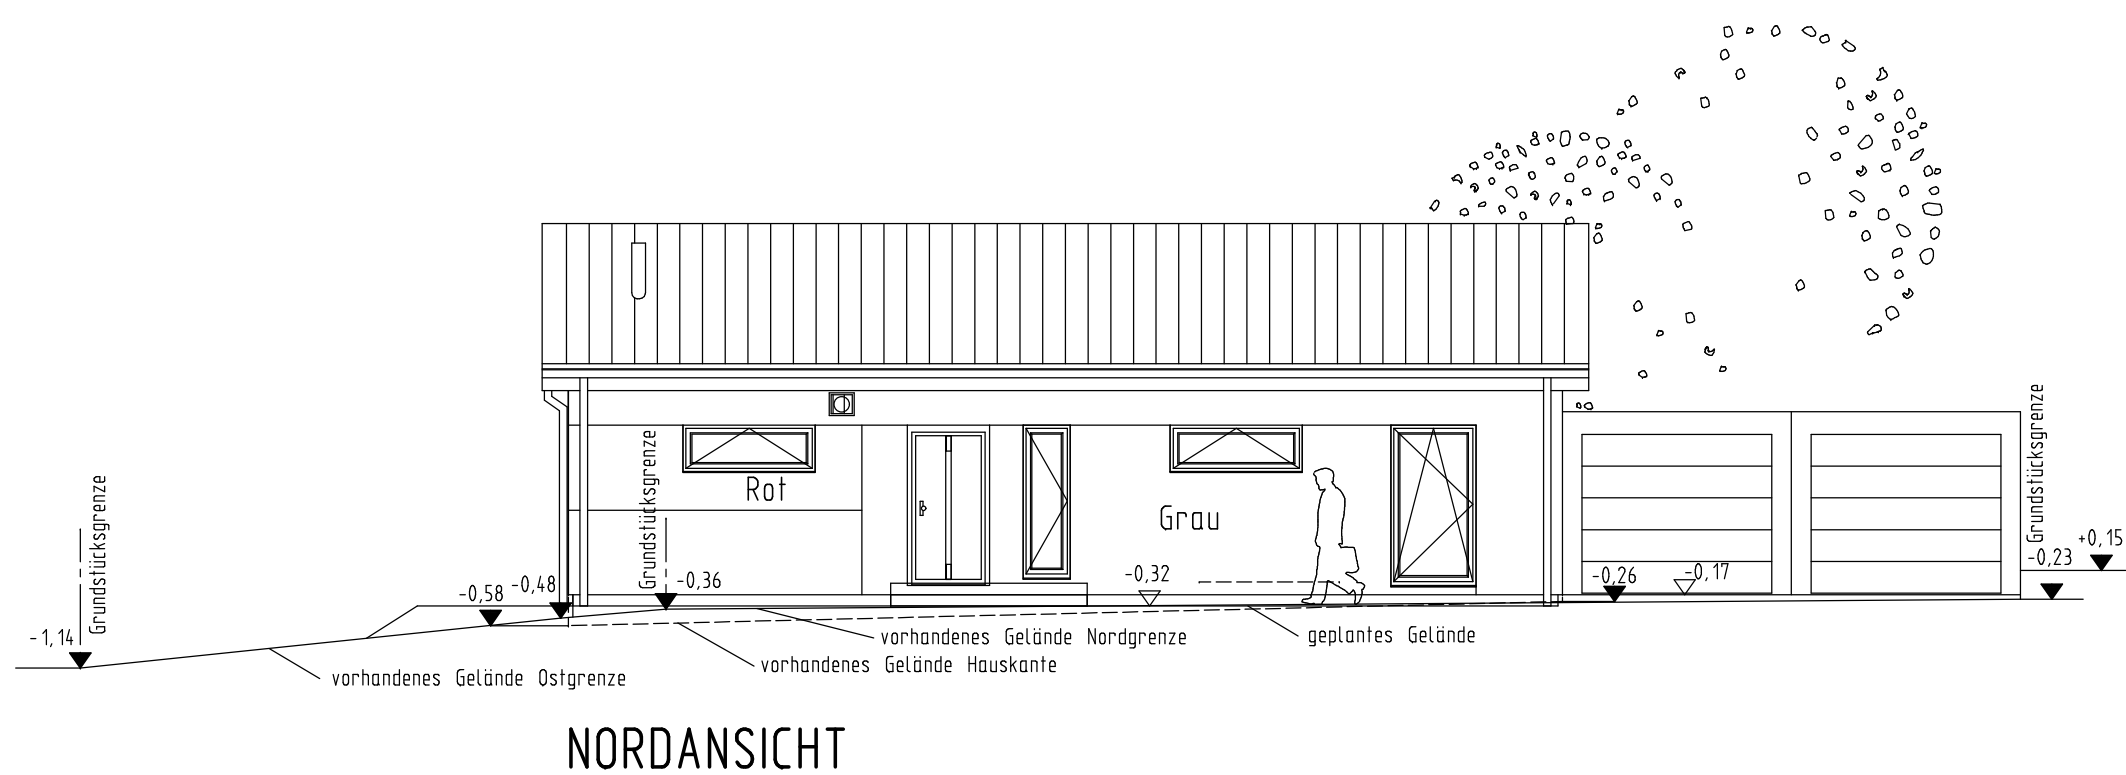 Grundstücksgrenze
-1,14
-0,58
-0,48
Grundstücksgrenze
-0,36
Rot
Grau
-0,32
-0,26
-0,17
Grundstücksgrenze
-0,23
+0,15
vorhandenes Gelände Ostgrenze
vorhandenes Gelände Hauskante
vorhandenes Gelände Nordgrenze
geplantes Gelände
NORDANSICHT